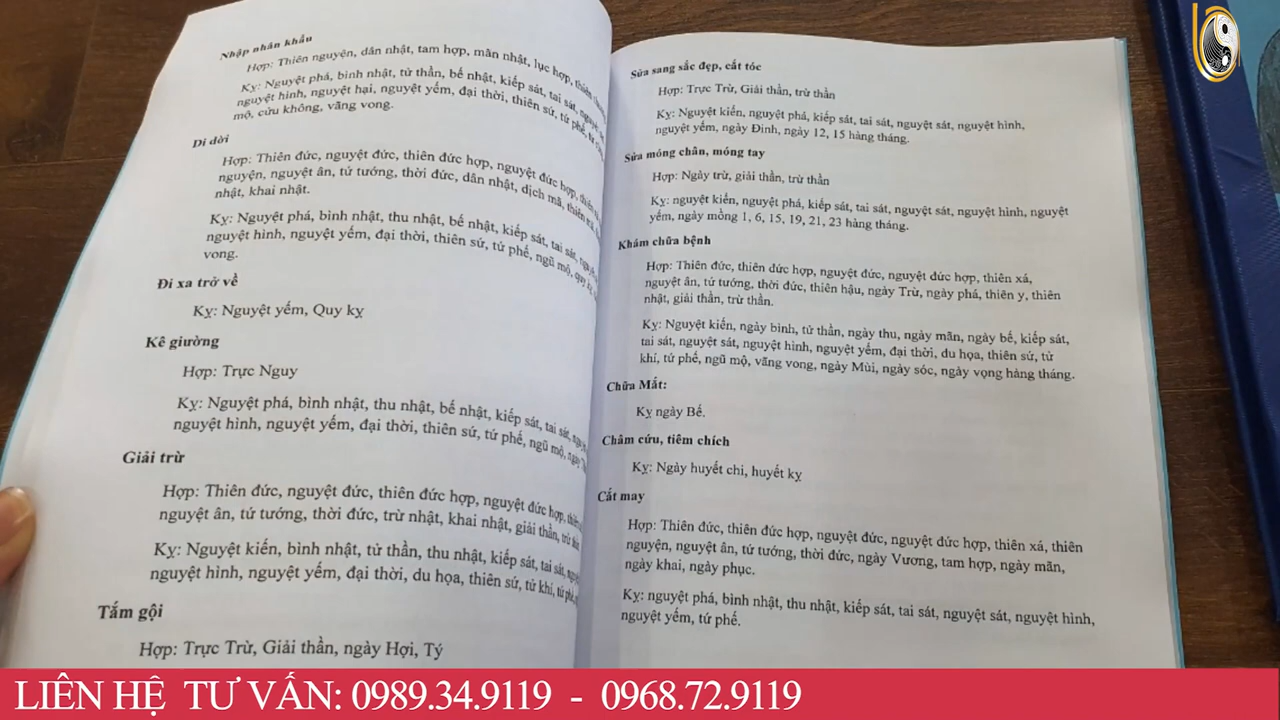 Nhập nhân khẩu
Hợp: Thiên nguyện, dân nhật, tam hợp, mãn nhật, lục hợp,
Kỵ: Nguyệt phá, bình nhật, tử thần, bế nhật, kiếp sát, tai sát,
nguyệt hình, nguyệt hại, nguyệt yếm, đại thời, thiên sứ, tứ phế,
mộ, cửu không, vãng vong.
Di dời
Hợp: Thiên đức, nguyệt đức, thiên đức hợp, nguyệt đức hợp,
nguyện, nguyệt ân, tứ tướng, thời đức, dân nhật, dịch mã,
nhật, khai nhật.
Kỵ: Nguyệt phá, bình nhật, thu nhật, bế nhật, kiếp sát, tai sát,
nguyệt hình, nguyệt yếm, đại thời, thiên sứ, tứ phế, ngũ mộ,
vong.
Đi xa trở về
Kỵ: Nguyệt yếm, Quy kỵ
Kê giường
Hợp: Trực Nguy
Kỵ: Nguyệt phá, bình nhật, thu nhật, bế nhật, kiếp sát, tai sát,
nguyệt hình, nguyệt yếm, đại thời, thiên sứ, tứ phế, ngũ mộ, ngày
Giải trừ
Hợp: Thiên đức, nguyệt đức, thiên đức hợp, nguyệt đức hợp,
nguyệt ân, tứ tướng, thời đức, trừ nhật, khai nhật, giải thần,
Kỵ: Nguyệt kiến, bình nhật, tử thần, thu nhật, kiếp sát, tai sát,
nguyệt hình, nguyệt yếm, đại thời, du họa, thiên sứ, tử khí,
Tắm gội
Hợp: Trực Trừ, Giải thần, ngày Hợi, Tý
Sửa sang sắc đẹp, cắt tóc
Hợp: Trực Trừ, Giải thần, trừ thần
Kỵ: Nguyệt kiến, nguyệt phá, kiếp sát, tai sát, nguyệt sát, nguyệt hình,
nguyệt yếm, ngày Đinh, ngày 12, 15 hàng tháng.
Sửa móng chân, móng tay
Hợp: Ngày trừ, giải thần, trừ thần
Kỵ: nguyệt kiến, nguyệt phá, kiếp sát, tai sát, nguyệt sát, nguyệt hình, nguyệt
yếm, ngày mồng 1, 6, 15, 19, 21, 23 hàng tháng.
Khám chữa bệnh
Hợp: Thiên đức, thiên đức hợp, nguyệt đức, nguyệt đức hợp, thiên xá,
nguyệt ân, tứ tướng, thời đức, thiên hậu, ngày Trừ, ngày phá, thiên y, thiên
nhật, giải thần, trừ thần.
Kỵ: Nguyệt kiến, ngày bình, tử thần, ngày thu, ngày mãn, ngày bế, kiếp sát,
tai sát, nguyệt sát, nguyệt hình, nguyệt yếm, đại thời, du họa, thiên sứ, tử
khí, tứ phế, ngũ mộ, vãng vong, ngày Mùi, ngày sóc, ngày vọng hàng tháng.
Chữa Mắt:
Kỵ ngày Bế.
Châm cứu, tiêm chích
Kỵ: Ngày huyết chi, huyết kỵ
Cắt may
Hợp: Thiên đức, thiên đức hợp, nguyệt đức, nguyệt đức hợp, thiên xá, thiên
nguyện, nguyệt ân, tứ tướng, thời đức, ngày Vương, tam hợp, ngày mãn,
ngày khai, ngày phục.
Kỵ: nguyệt phá, bình nhật, thu nhật, kiếp sát, tai sát, nguyệt sát, nguyệt hình,
nguyệt yếm, tứ phế.
LIÊN HỆ TƯ VẤN: 0989.34.9119 - 0968.72.9119